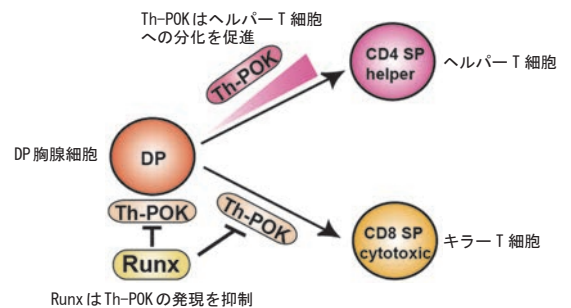 Th-POKはヘルパーT細胞
への分化を促進
Th-POK
CD4 SP
helper
ヘルパーT細胞
DP胸腺細胞
DP
Th-POK
Th-POK
Runx
CD8 SP
cytotoxic
キラーT細胞
RunxはTh-POKの発現を抑制